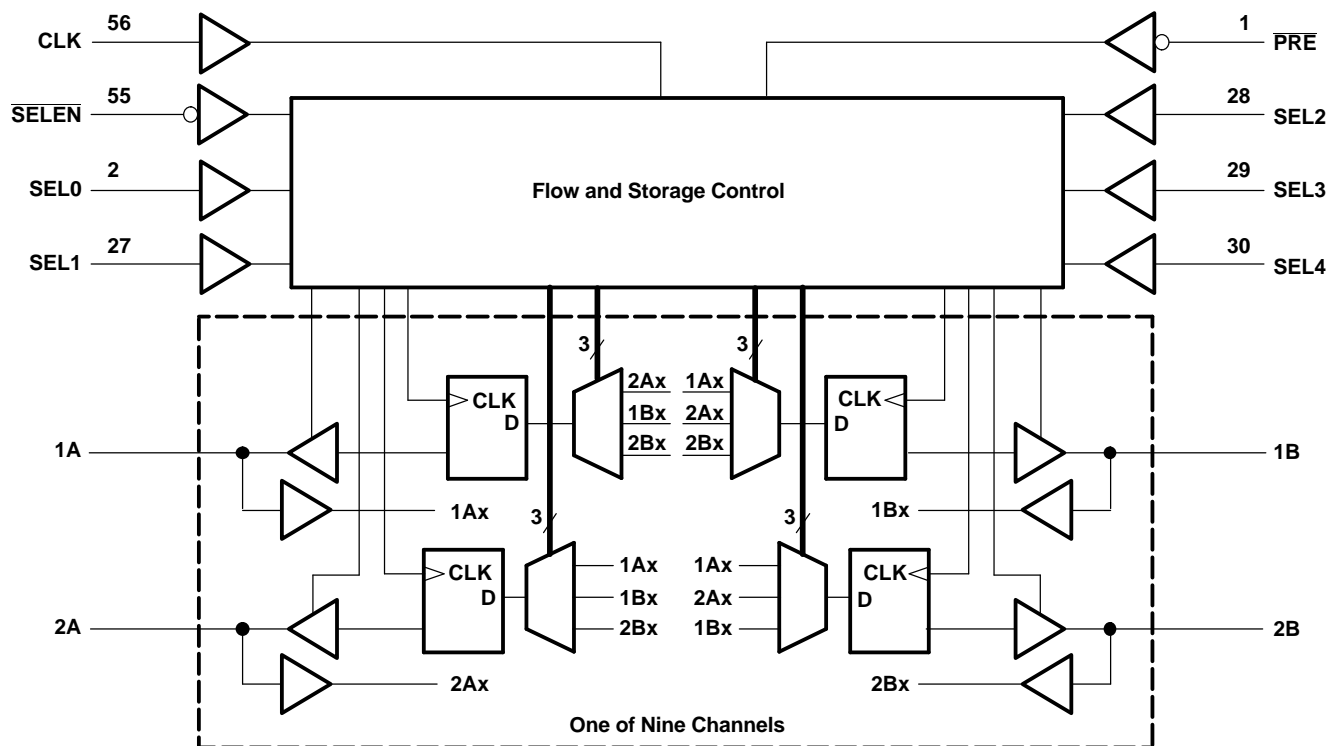 CLK 56
1 PRE
SELEN 55
28 SEL2
SEL0 2
Flow and Storage Control
29 SEL3
SEL1 27
30 SEL4
3
3
CLK
D
2Ax
1Bx
2Bx
1Ax
2Ax
2Bx
CLK
D
1A
1B
1Ax
1Bx
3
3
CLK
D
1Ax
1Bx
2Bx
1Ax
2Ax
1Bx
CLK
D
2A
2B
2Ax
2Bx
One of Nine Channels